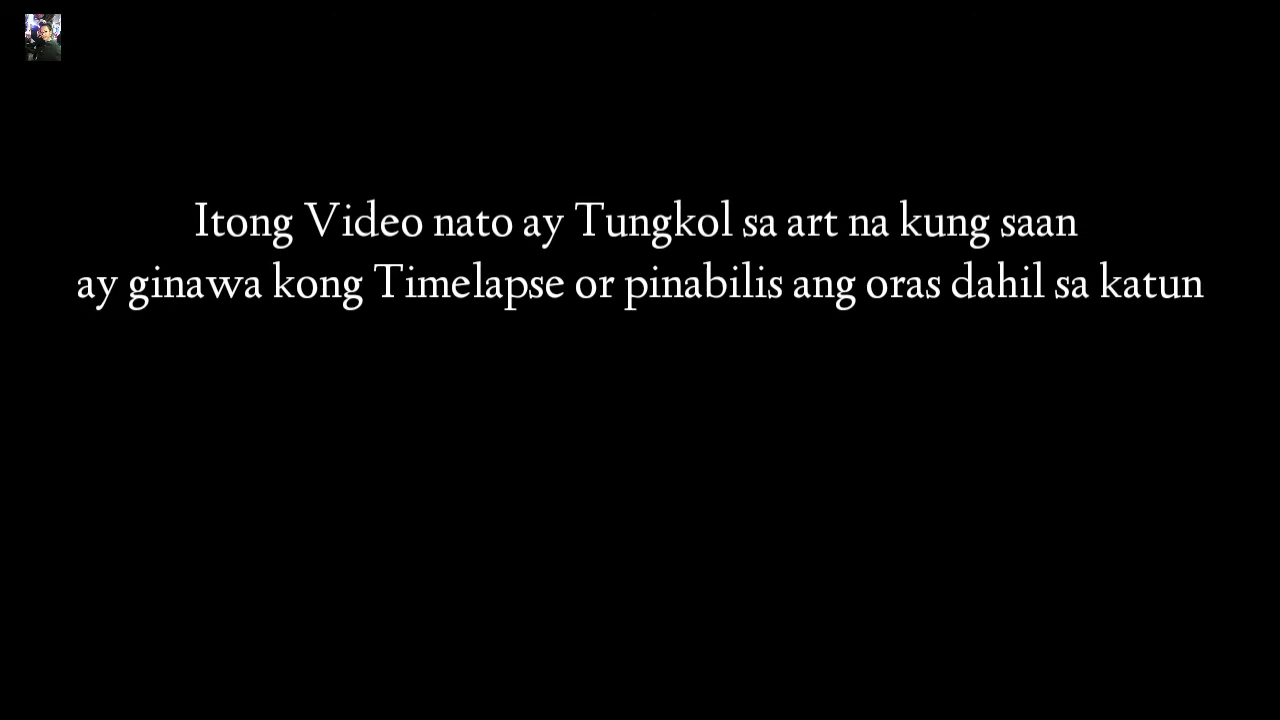 Itong Video nato ay Tungkol sa art na kung saan
ay ginawa kong Timelapse or pinabilis ang oras dahil sa katun